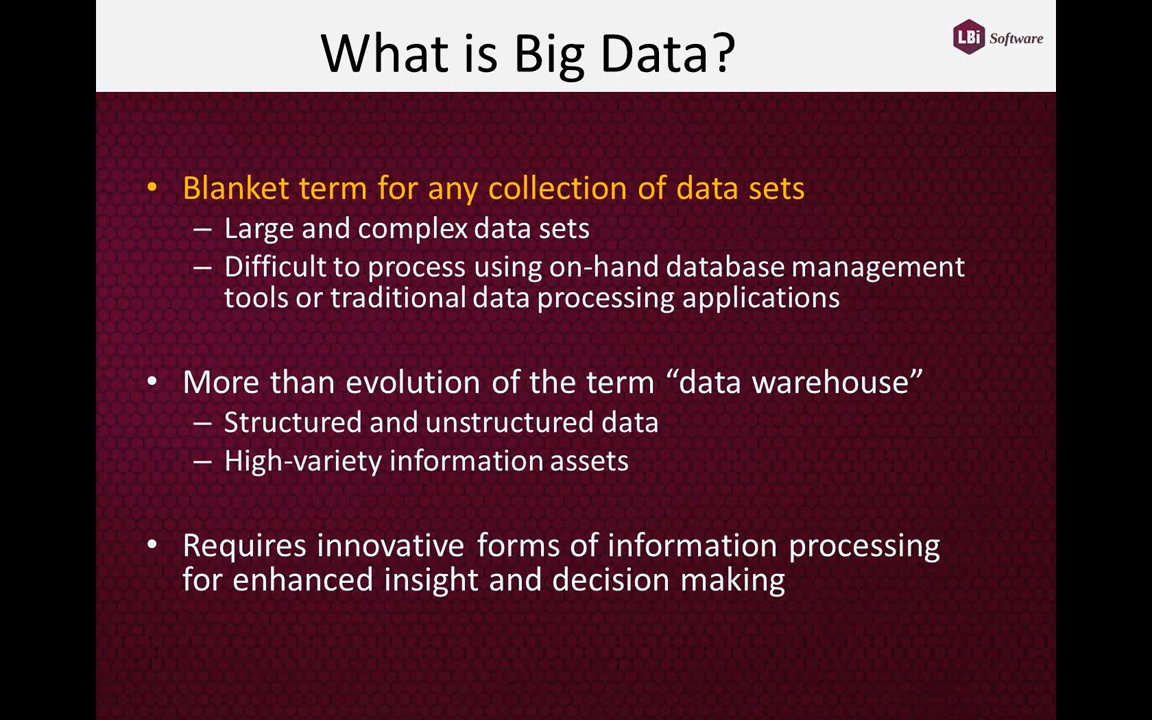 What is Big Data?
LBi Software
• Blanket term for any collection of data sets
– Large and complex data sets
– Difficult to process using on-hand database management
tools or traditional data processing applications
• More than evolution of the term “data warehouse”
– Structured and unstructured data
– High-variety information assets
• Requires innovative forms of information processing
for enhanced insight and decision making